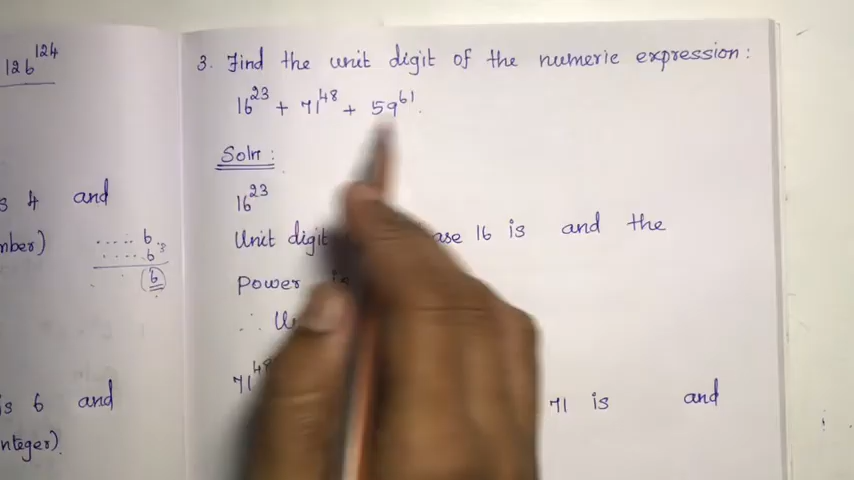 126^124
s 4 and
mber)
..... 6
..... 6
6
is 6 and
nteger).
3. Find the unit digit of the numeric expression:
16^23 + 71^48 + 59^61.
Soln:
16^23
Unit digit ase 16 is and the
Power is
∴ U
71^48 71 is and